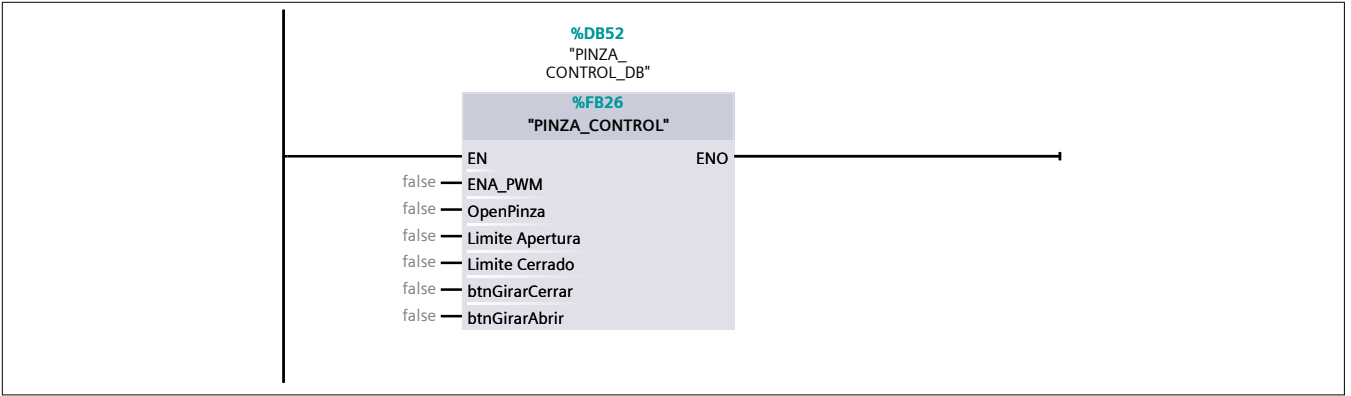 %DB52
"PINZA_
CONTROL_DB"
%FB26
"PINZA_CONTROL"
EN ENO
false ENA_PWM
false OpenPinza
false Limite Apertura
false Limite Cerrado
false btnGirarCerrar
false btnGirarAbrir